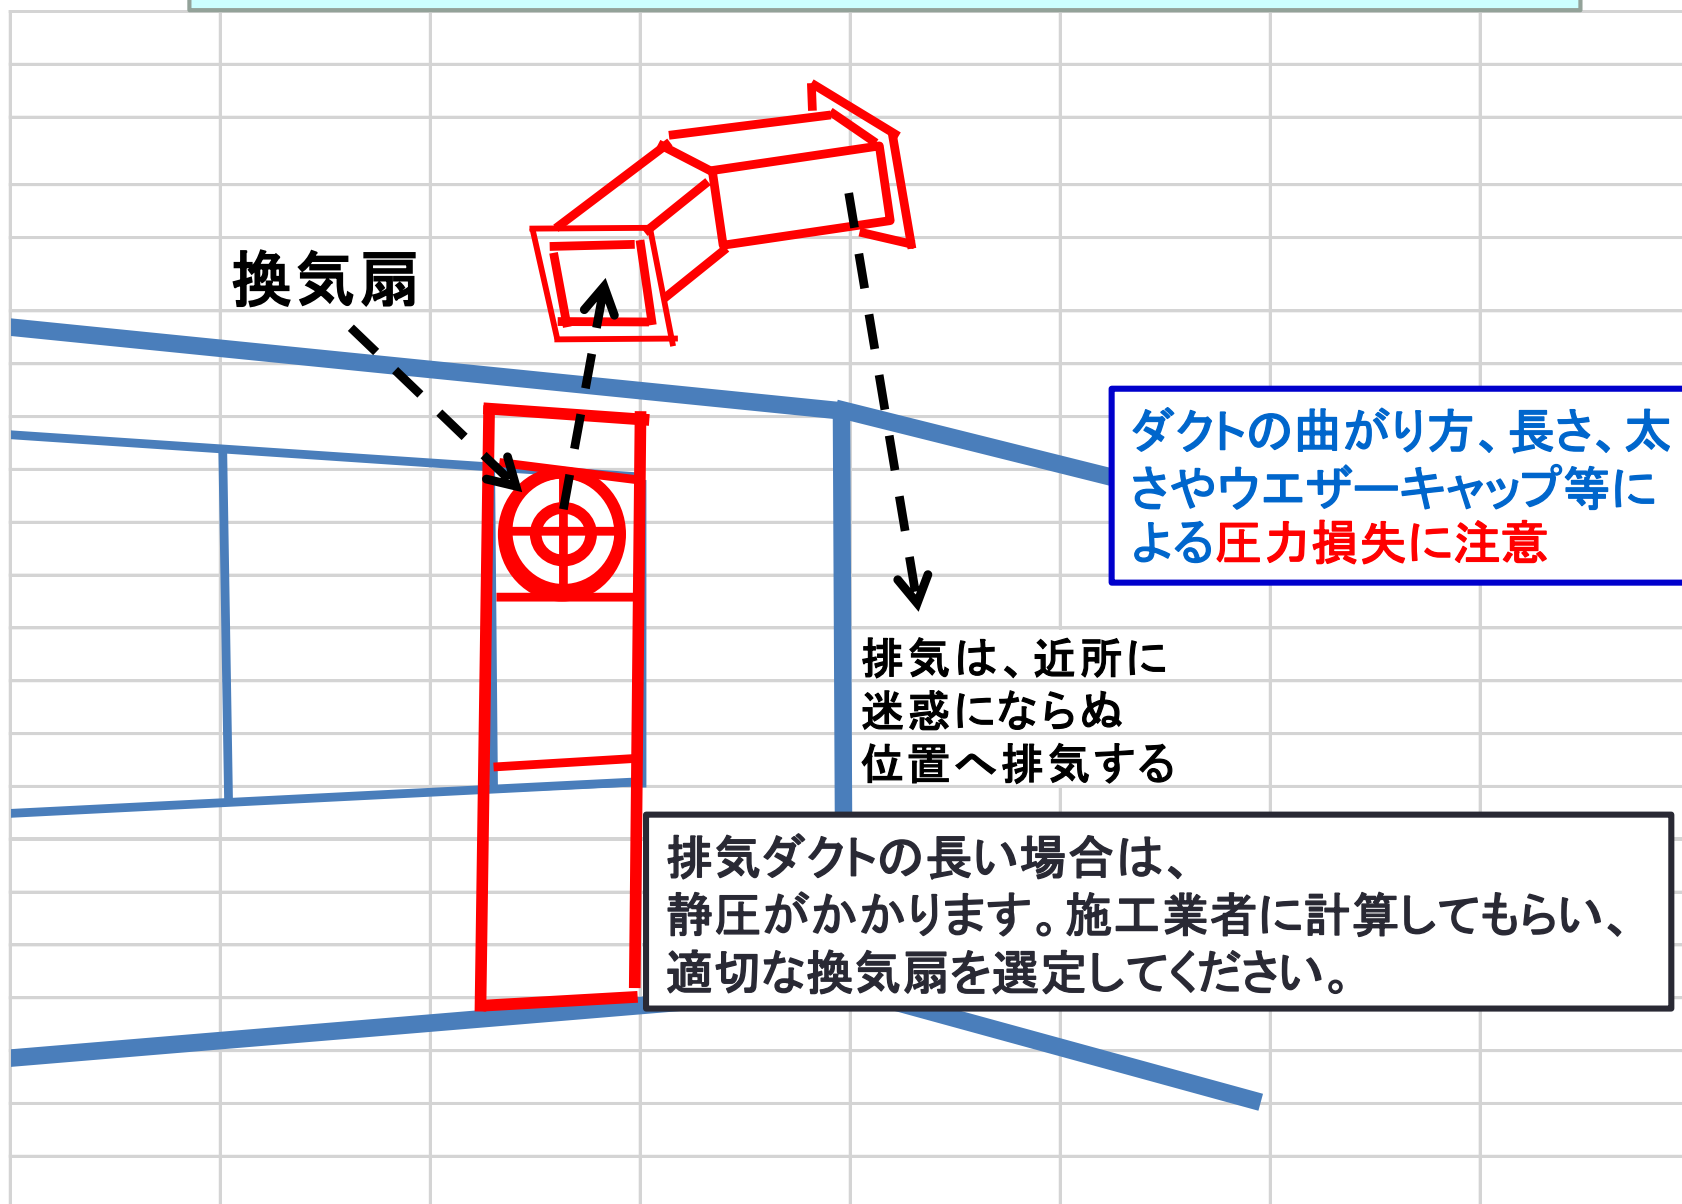 換気扇
ダクトの曲がり方、長さ、太
さやウエザーキャップ等に
よる圧力損失に注意
排気は、近所に
迷惑にならぬ
位置へ排気する
排気ダクトの長い場合は、
静圧がかかります。施工業者に計算してもらい、
適切な換気扇を選定してください。